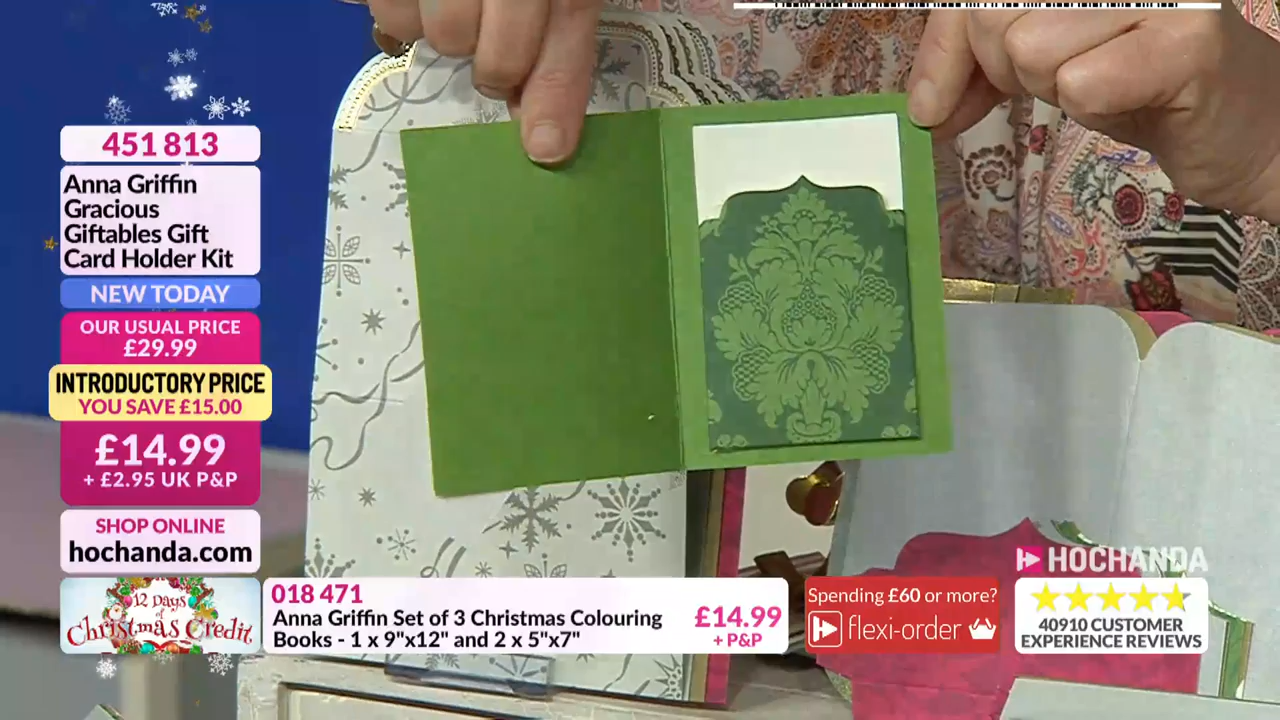 451 813
Anna Griffin
Gracious
Giftables Gift
Card Holder Kit
NEW TODAY
OUR USUAL PRICE
£29.99
INTRODUCTORY PRICE
YOU SAVE £15.00
£14.99
+ £2.95 UK P&P
SHOP ONLINE
hochanda.com
12 Days
of
Christmas Credit
018 471
Anna Griffin Set of 3 Christmas Colouring
Books - 1 x 9"x12" and 2 x 5"x7"
£14.99
+ P&P
Spending £60 or more?
flexi-order
HOCHANDA
40910 CUSTOMER
EXPERIENCE REVIEWS